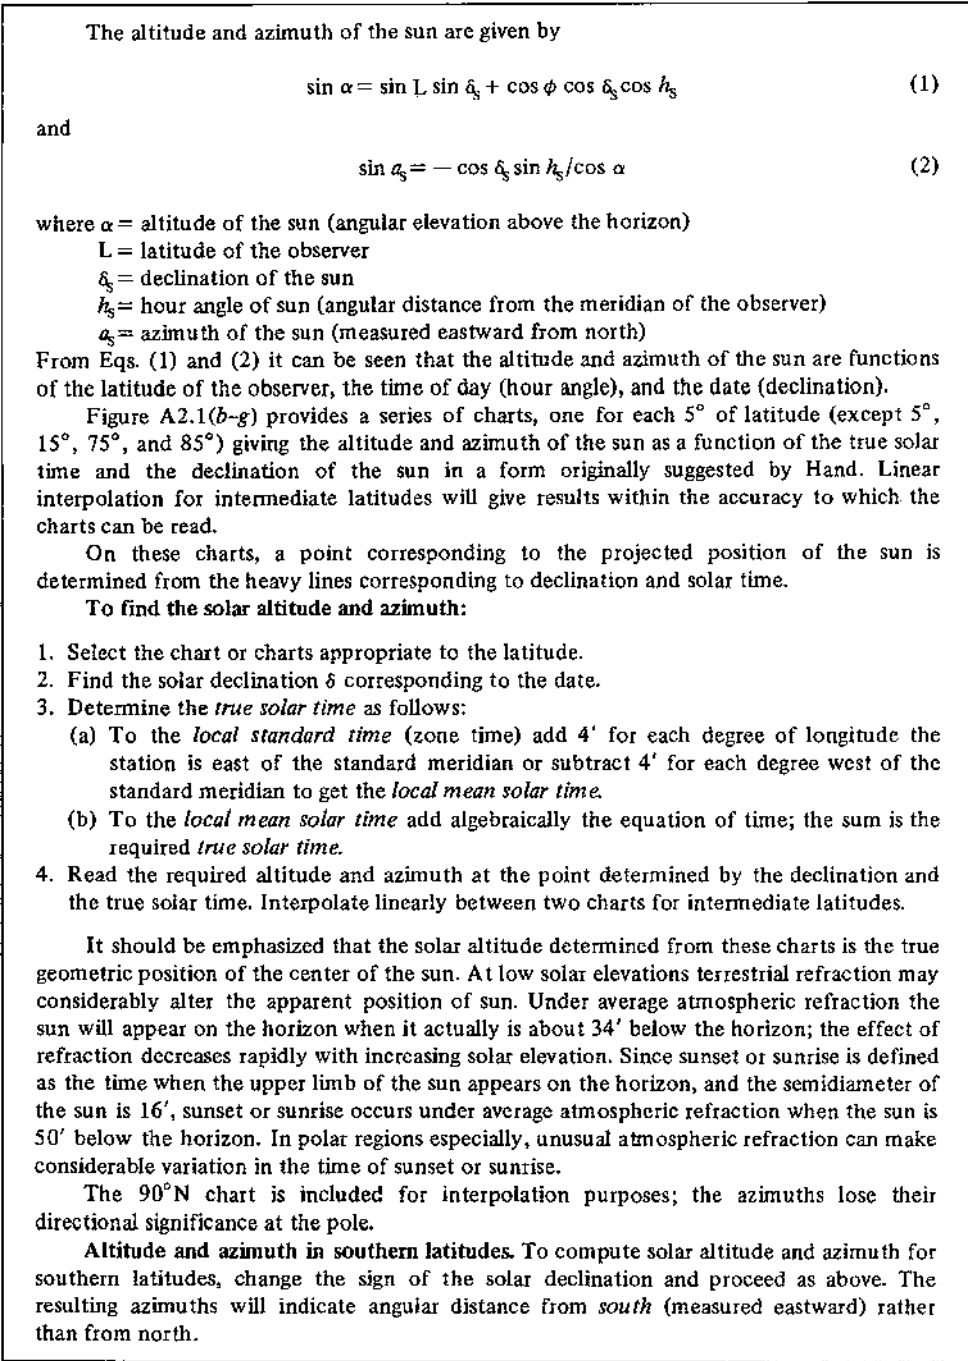 The altitude and azimuth of the sun are given by
sin α = sin L sin δs + cos φ cos δs cos hs (1)
and
sin as = − cos δs sin hs/cos α (2)
where α = altitude of the sun (angular elevation above the horizon)
L = latitude of the observer
δs = declination of the sun
hs = hour angle of sun (angular distance from the meridian of the observer)
as = azimuth of the sun (measured eastward from north)
From Eqs. (1) and (2) it can be seen that the altitude and azimuth of the sun are functions
of the latitude of the observer, the time of day (hour angle), and the date (declination).
Figure A2.1(b-g) provides a series of charts, one for each 5° of latitude (except 5°,
15°, 75°, and 85°) giving the altitude and azimuth of the sun as a function of the true solar
time and the declination of the sun in a form originally suggested by Hand. Linear
interpolation for intermediate latitudes will give results within the accuracy to which the
charts can be read.
On these charts, a point corresponding to the projected position of the sun is
determined from the heavy lines corresponding to declination and solar time.
To find the solar altitude and azimuth:
1. Select the chart or charts appropriate to the latitude.
2. Find the solar declination δ corresponding to the date.
3. Determine the true solar time as follows:
(a) To the local standard time (zone time) add 4′ for each degree of longitude the
station is east of the standard meridian or subtract 4′ for each degree west of the
standard meridian to get the local mean solar time.
(b) To the local mean solar time add algebraically the equation of time; the sum is the
required true solar time.
4. Read the required altitude and azimuth at the point determined by the declination and
the true solar time. Interpolate linearly between two charts for intermediate latitudes.
It should be emphasized that the solar altitude determined from these charts is the true
geometric position of the center of the sun. At low solar elevations terrestrial refraction may
considerably alter the apparent position of sun. Under average atmospheric refraction the
sun will appear on the horizon when it actually is about 34′ below the horizon; the effect of
refraction decreases rapidly with increasing solar elevation. Since sunset or sunrise is defined
as the time when the upper limb of the sun appears on the horizon, and the semidiameter of
the sun is 16′, sunset or sunrise occurs under average atmospheric refraction when the sun is
50′ below the horizon. In polar regions especially, unusual atmospheric refraction can make
considerable variation in the time of sunset or sunrise.
The 90°N chart is included for interpolation purposes; the azimuths lose their
directional significance at the pole.
Altitude and azimuth in southern latitudes. To compute solar altitude and azimuth for
southern latitudes, change the sign of the solar declination and proceed as above. The
resulting azimuths will indicate angular distance from south (measured eastward) rather
than from north.